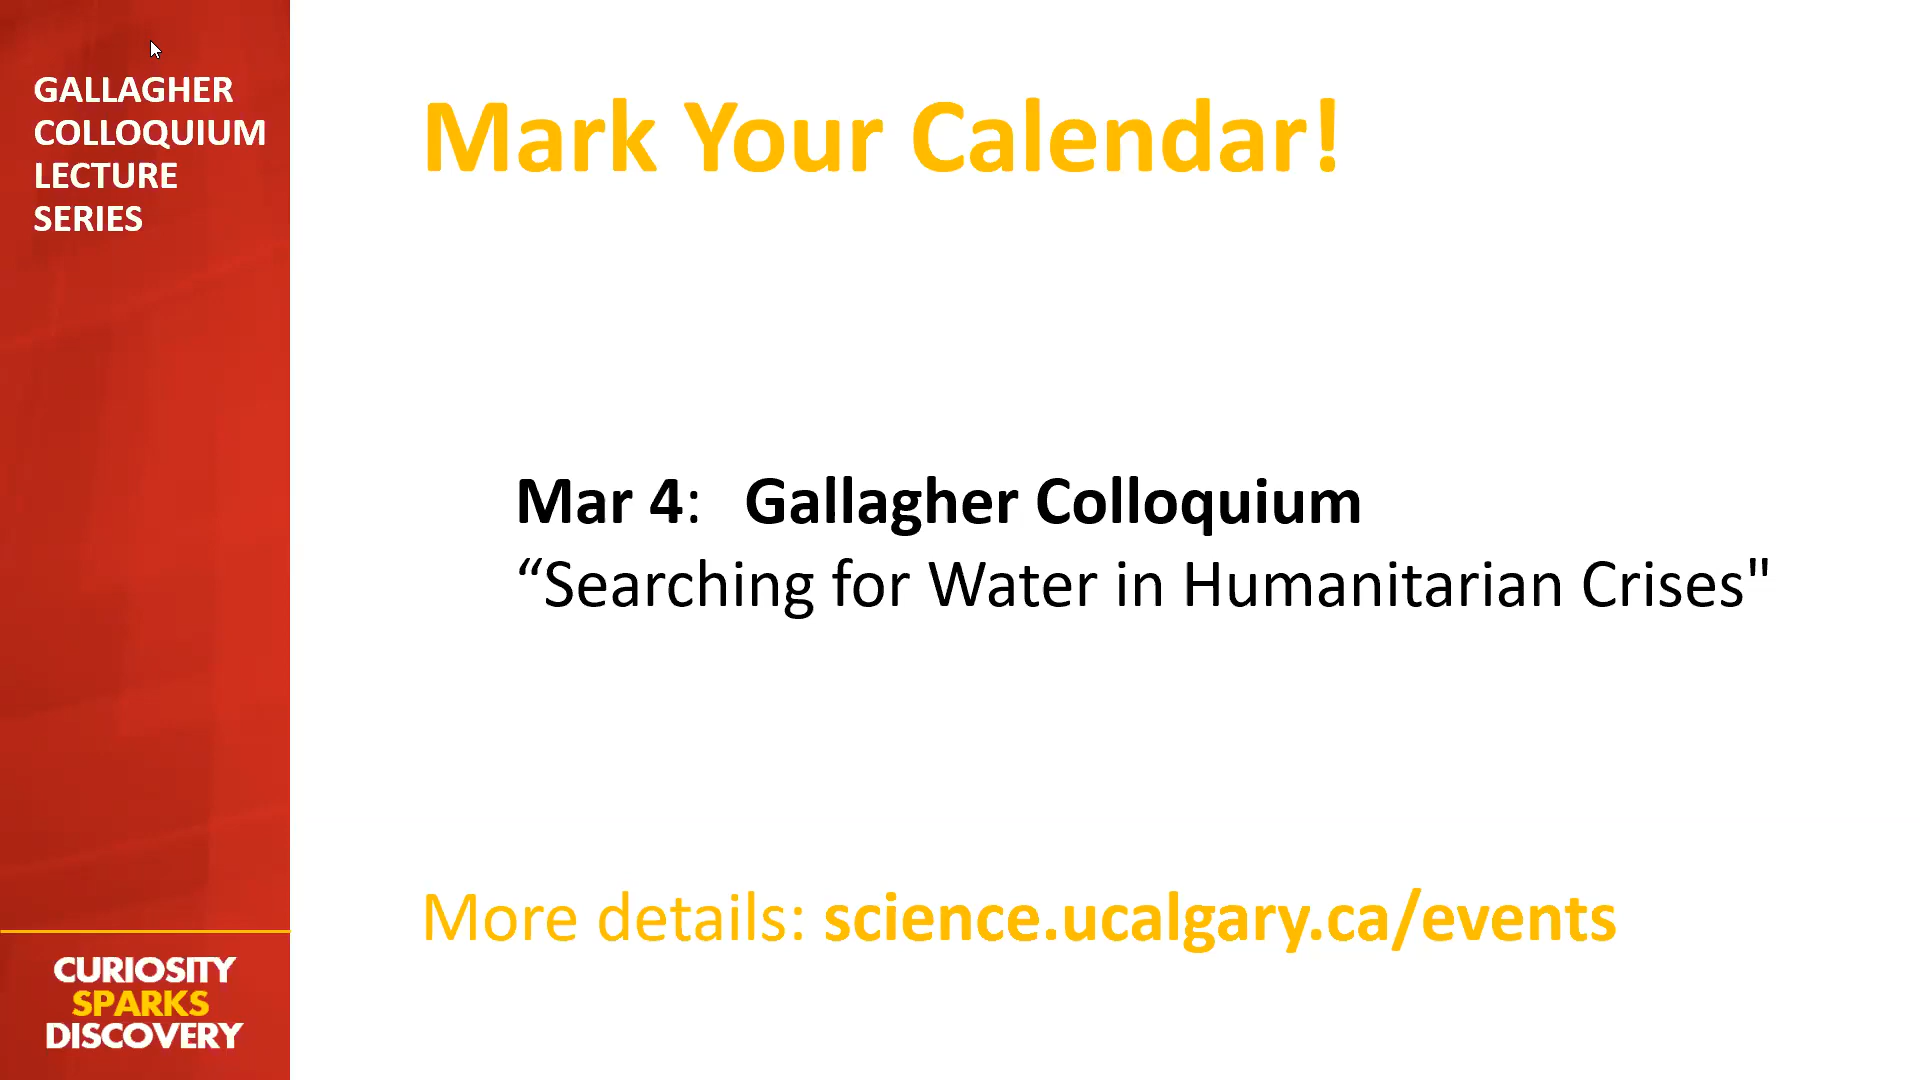 GALLAGHER
COLLOQUIUM
LECTURE
SERIES
Mark Your Calendar!
Mar 4: Gallagher Colloquium
“Searching for Water in Humanitarian Crises"
More details: science.ucalgary.ca/events
CURIOSITY
SPARKS
DISCOVERY